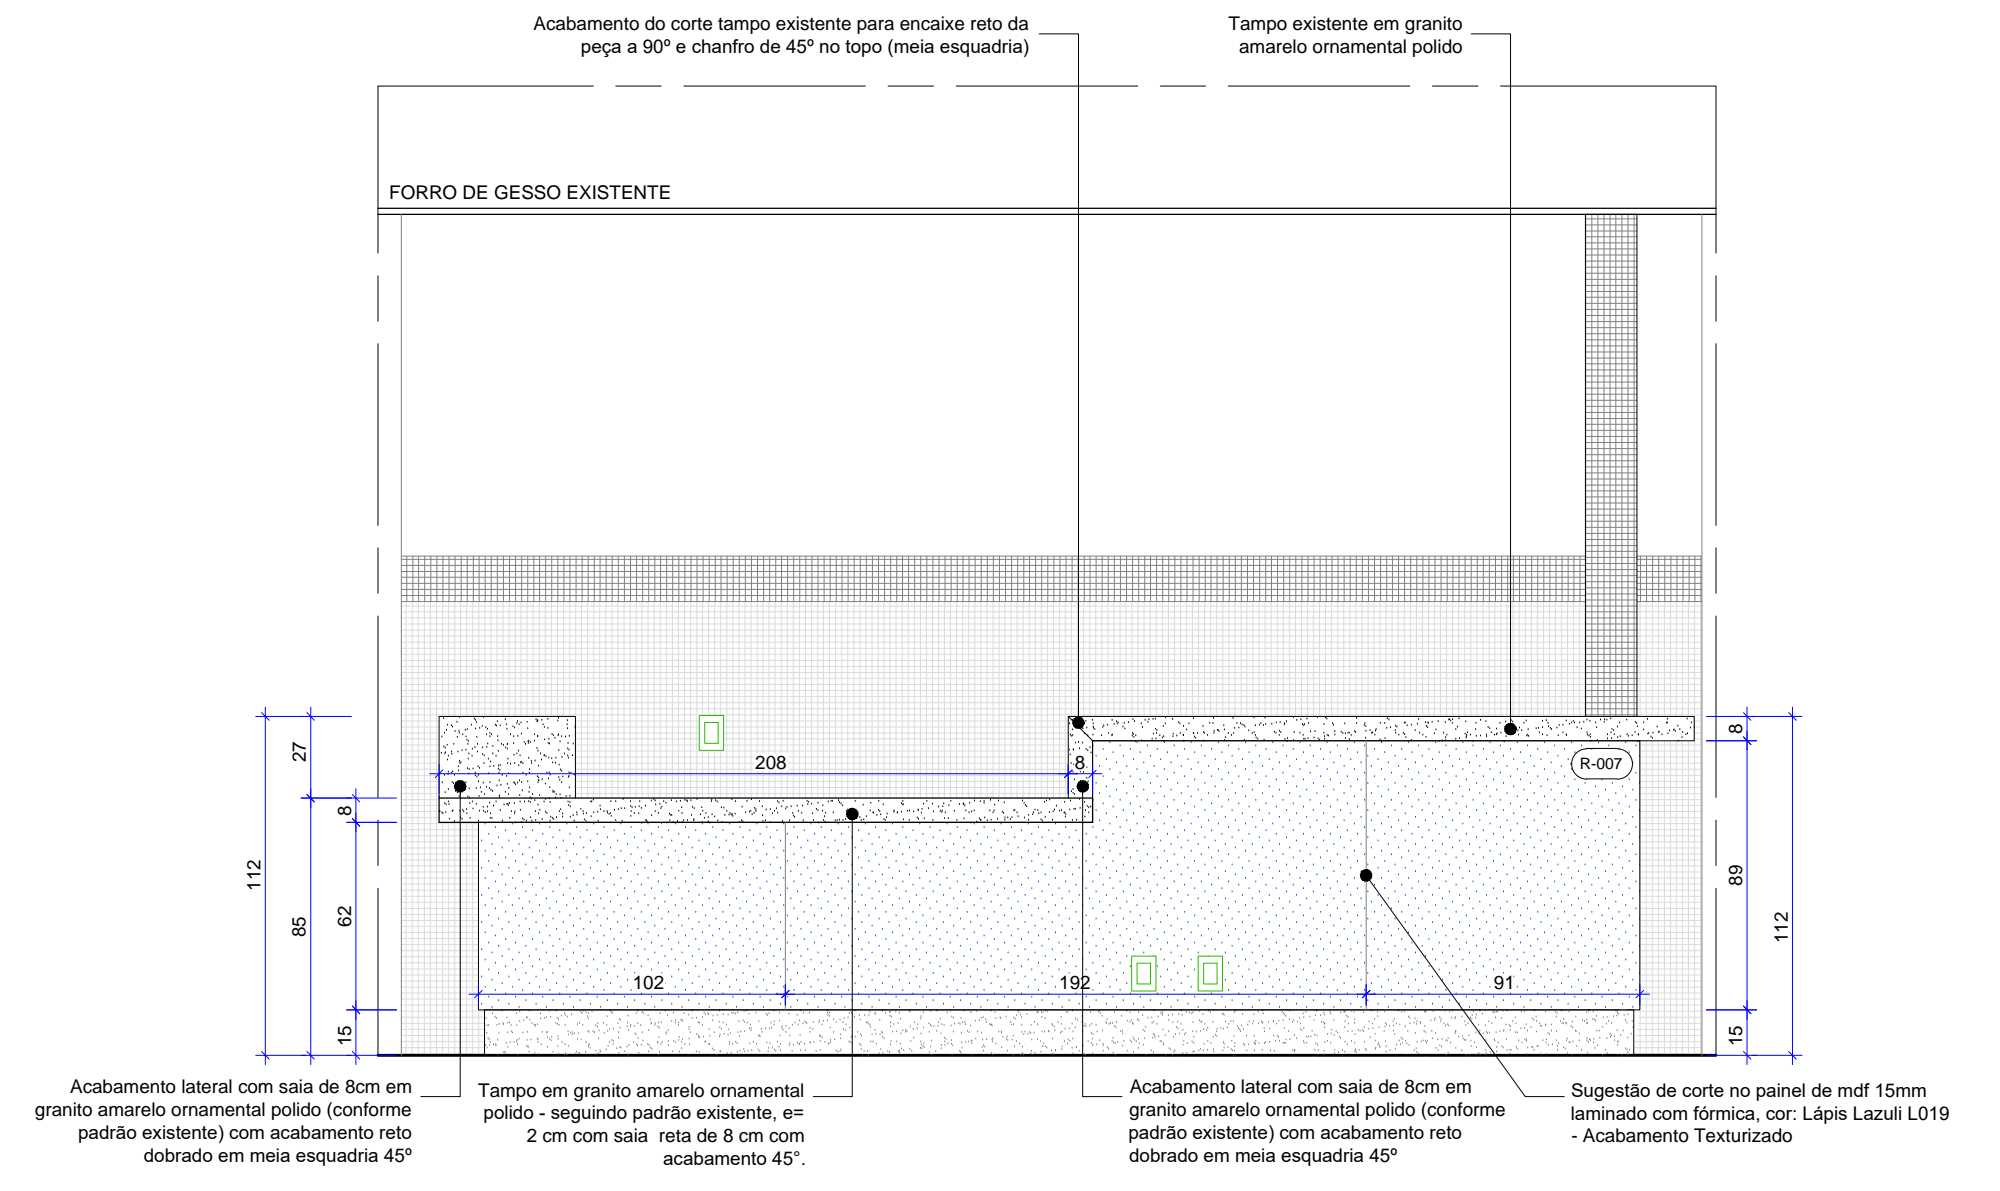 Acabamento do corte tampo existente para encaixe reto da
peça a 90º e chanfro de 45º no topo (meia esquadria)
Tampo existente em granito
amarelo ornamental polido
FORRO DE GESSO EXISTENTE
112
27
85
8
62
15
208
8
R-007
8
89
15
112
102
192
91
Acabamento lateral com saia de 8cm em
granito amarelo ornamental polido (conforme
padrão existente) com acabamento reto
dobrado em meia esquadria 45º
Tampo em granito amarelo ornamental
polido - seguindo padrão existente, e=
2 cm com saia  reta de 8 cm com
acabamento 45°.
Acabamento lateral com saia de 8cm em
granito amarelo ornamental polido (conforme
padrão existente) com acabamento reto
dobrado em meia esquadria 45º
Sugestão de corte no painel de mdf 15mm
laminado com fórmica, cor: Lápis Lazuli L019
- Acabamento Texturizado